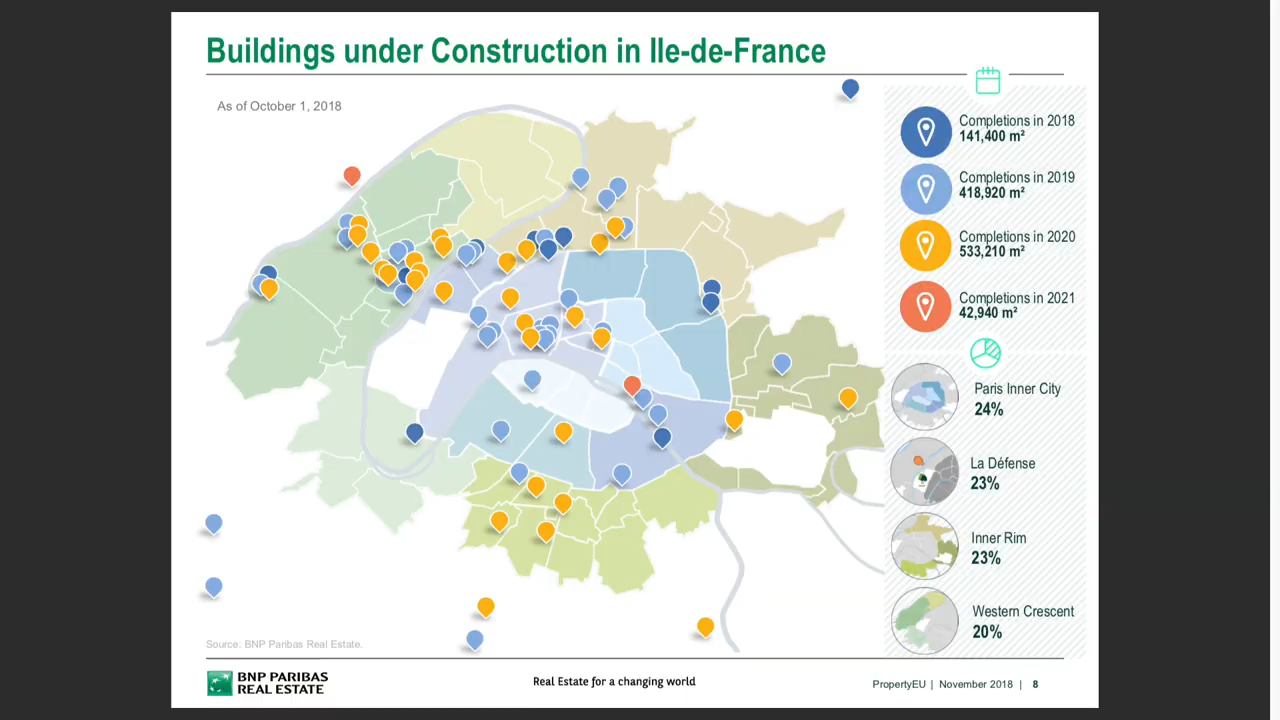 Buildings under Construction in Ile-de-France
As of October 1, 2018
Completions in 2018
141,400 m²
Completions in 2019
418,920 m²
Completions in 2020
533,210 m²
Completions in 2021
42,940 m²
Paris Inner City
24%
La Défense
23%
Inner Rim
23%
Western Crescent
20%
Source: BNP Paribas Real Estate.
BNP PARIBAS
REAL ESTATE
Real Estate for a changing world
PropertyEU | November 2018 | 8